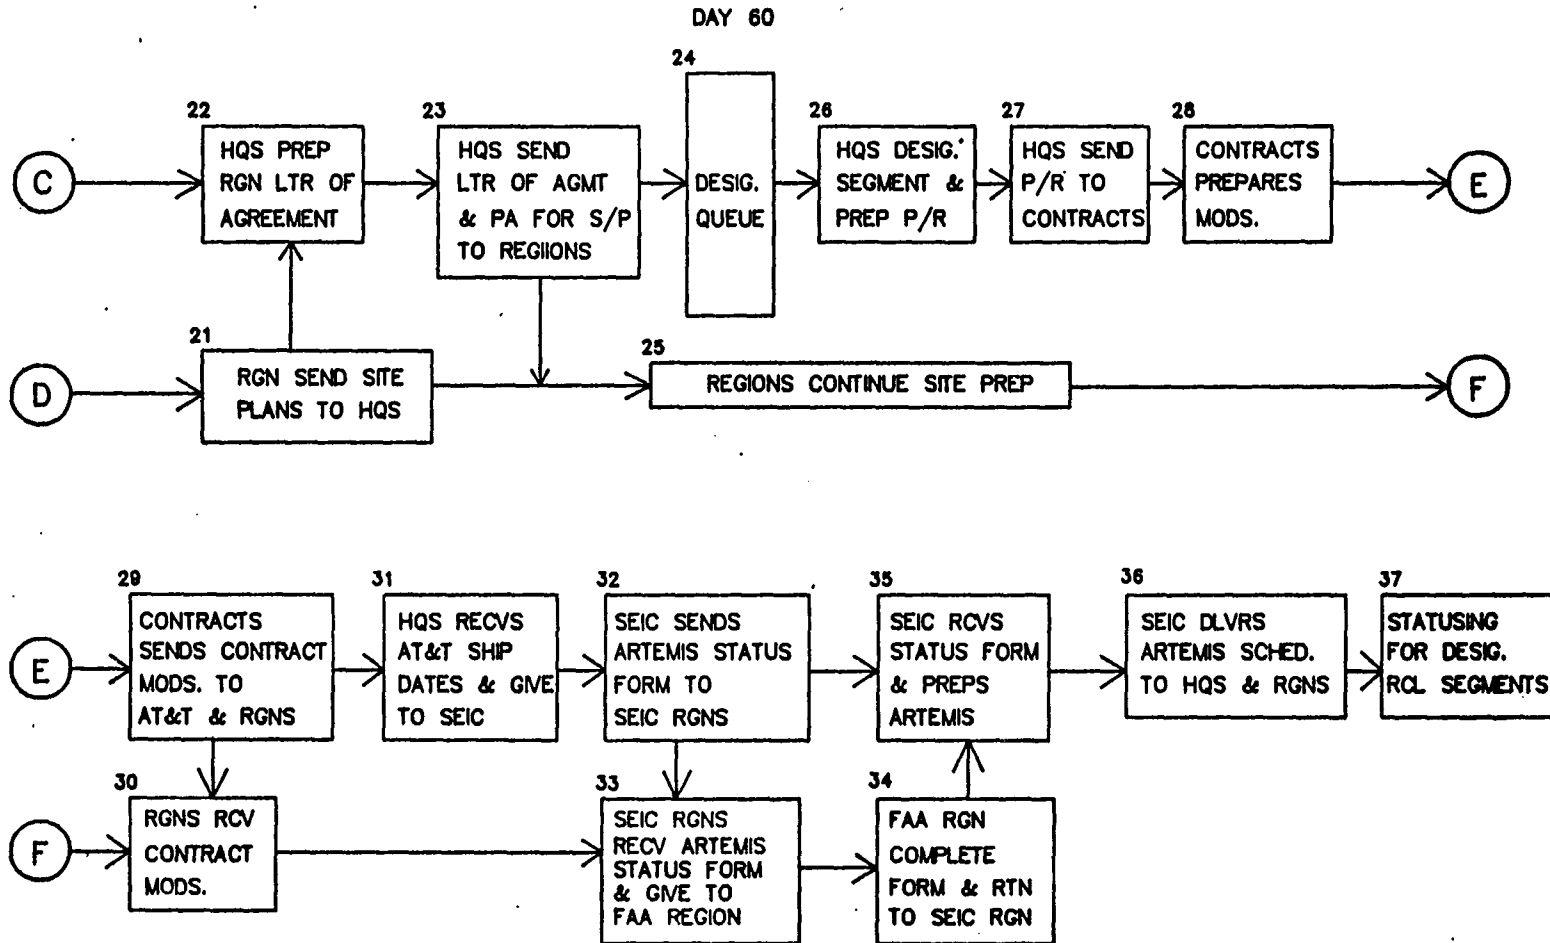 DAY 60
C
22
HQS PREP
RGN LTR OF
AGREEMENT
23
HQS SEND
LTR OF AGMT
& PA FOR S/P
TO REGIIONS
24
DESIG.
QUEUE
26
HQS DESIG.
SEGMENT &
PREP P/R
27
HQS SEND
P/R TO
CONTRACTS
28
CONTRACTS
PREPARES
MODS.
E
D
21
RGN SEND SITE
PLANS TO HQS
25
REGIONS CONTINUE SITE PREP
F
E
29
CONTRACTS
SENDS CONTRACT
MODS. TO
AT&T & RGNS
31
HQS RECVS
AT&T SHIP
DATES & GIVE
TO SEIC
32
SEIC SENDS
ARTEMIS STATUS
FORM TO
SEIC RGNS
35
SEIC RCVS
STATUS FORM
& PREPS
ARTEMIS
36
SEIC DLVRS
ARTEMIS SCHED.
TO HQS & RGNS
37
STATUSING
FOR DESIG.
RCL SEGMENTS
F
30
RGNS RCV
CONTRACT
MODS.
33
SEIC RGNS
RECV ARTEMIS
STATUS FORM
& GIVE TO
FAA REGION
34
FAA RGN
COMPLETE
FORM & RTN
TO SEIC RGN